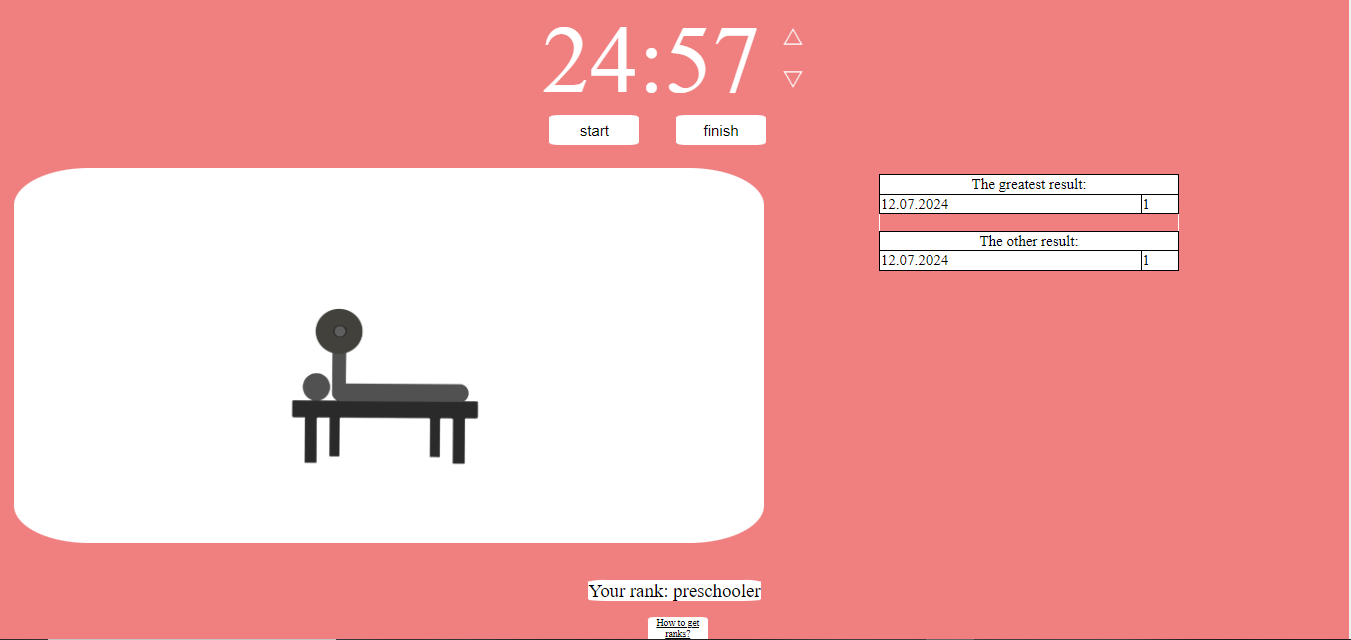 24:57
start
finish
The greatest result:
12.07.2024 1
The other result:
12.07.2024 1
Your rank: preschooler
How to get
ranks?